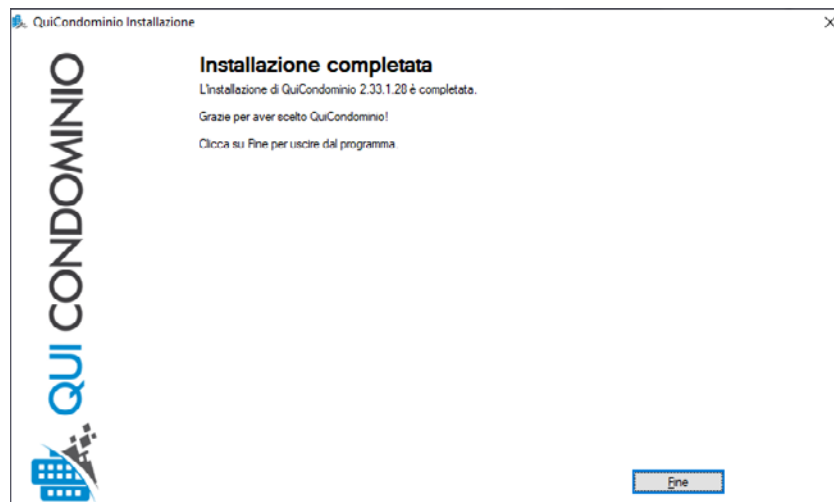 QuiCondominio Installazione
Installazione completata
L'installazione di QuiCondominio 2.33.1.28 è completata.
Grazie per aver scelto QuiCondominio!
Clicca su Fine per uscire dal programma.
QUI CONDOMINIO
Fine